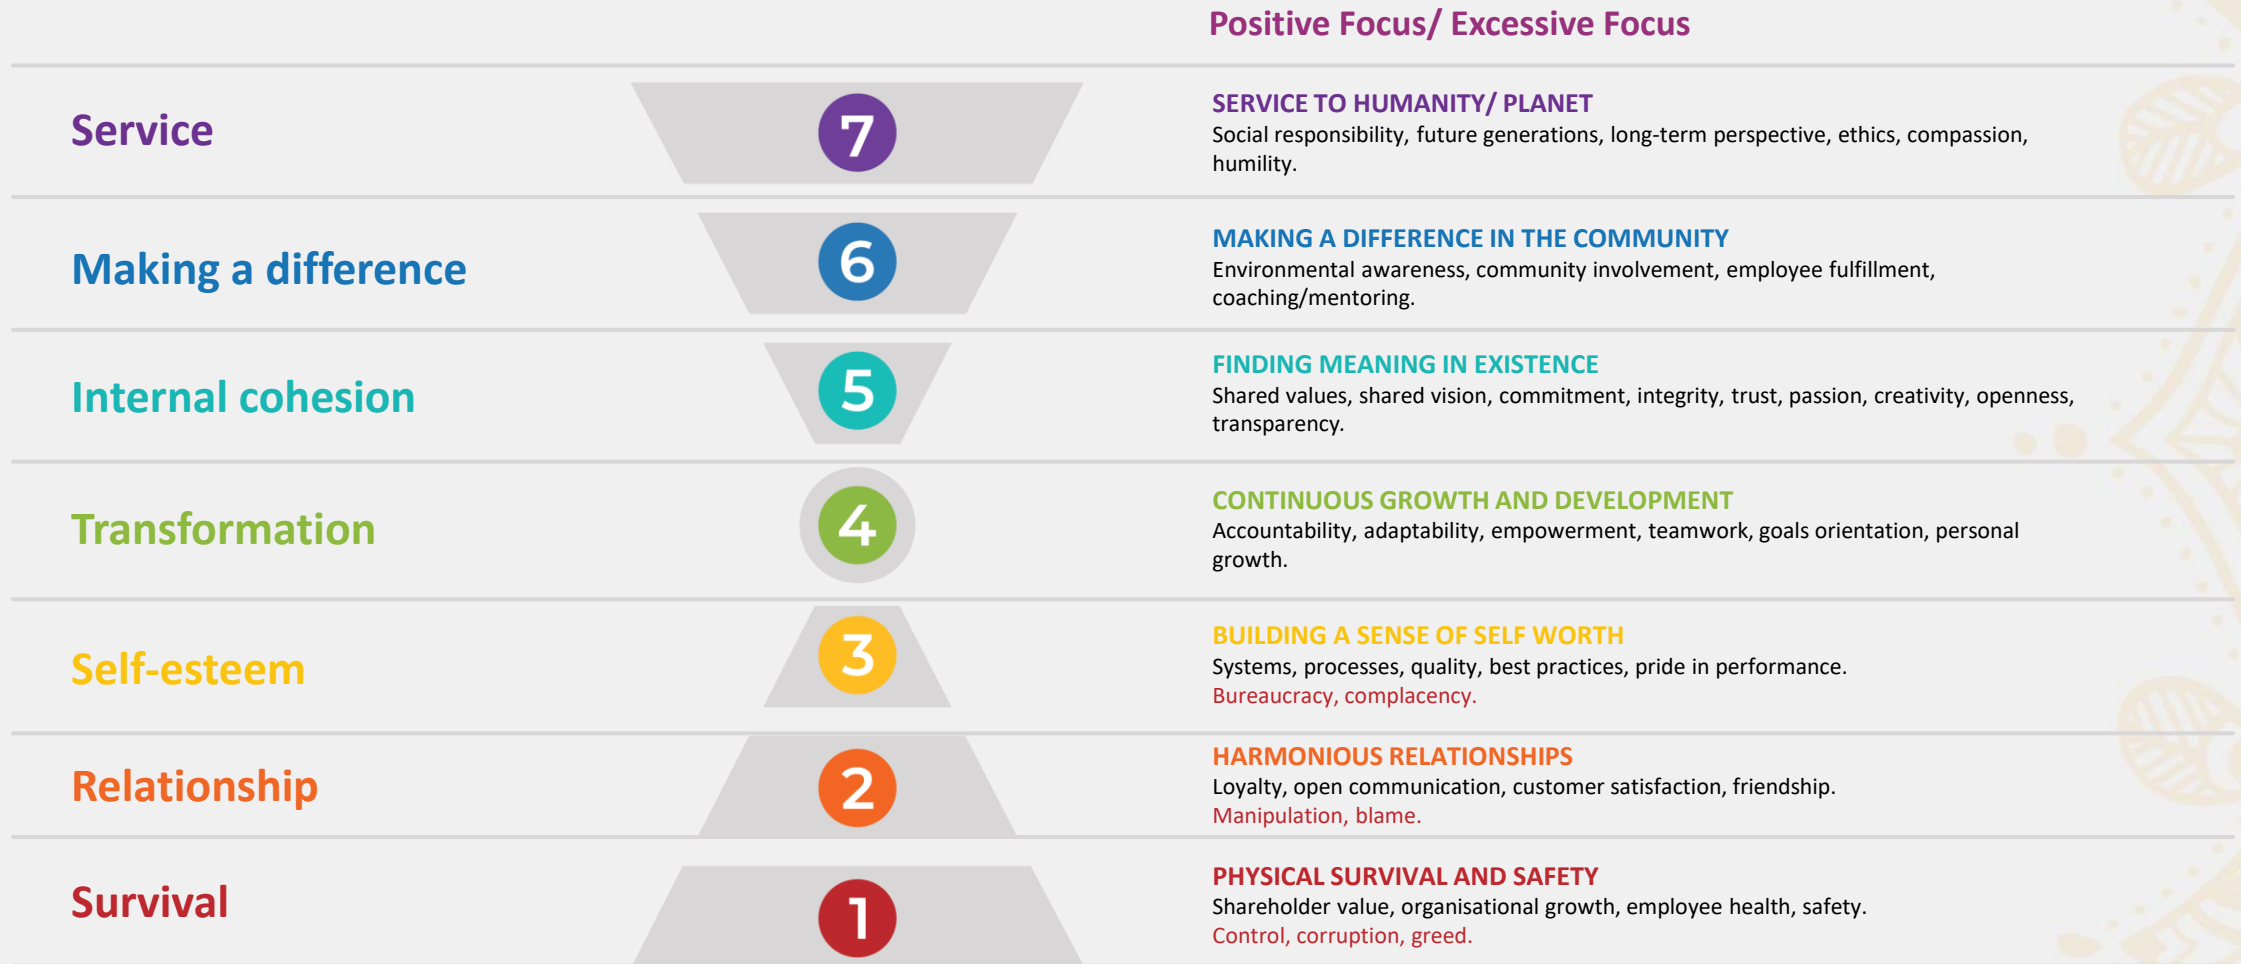 Positive Focus/ Excessive Focus
Service
7
SERVICE TO HUMANITY/ PLANET
Social responsibility, future generations, long-term perspective, ethics, compassion,
humility.
Making a difference
6
MAKING A DIFFERENCE IN THE COMMUNITY
Environmental awareness, community involvement, employee fulfillment,
coaching/mentoring.
Internal cohesion
5
FINDING MEANING IN EXISTENCE
Shared values, shared vision, commitment, integrity, trust, passion, creativity, openness,
transparency.
Transformation
4
CONTINUOUS GROWTH AND DEVELOPMENT
Accountability, adaptability, empowerment, teamwork, goals orientation, personal
growth.
Self-esteem
3
BUILDING A SENSE OF SELF WORTH
Systems, processes, quality, best practices, pride in performance.
Bureaucracy, complacency.
Relationship
2
HARMONIOUS RELATIONSHIPS
Loyalty, open communication, customer satisfaction, friendship.
Manipulation, blame.
Survival
1
PHYSICAL SURVIVAL AND SAFETY
Shareholder value, organisational growth, employee health, safety.
Control, corruption, greed.